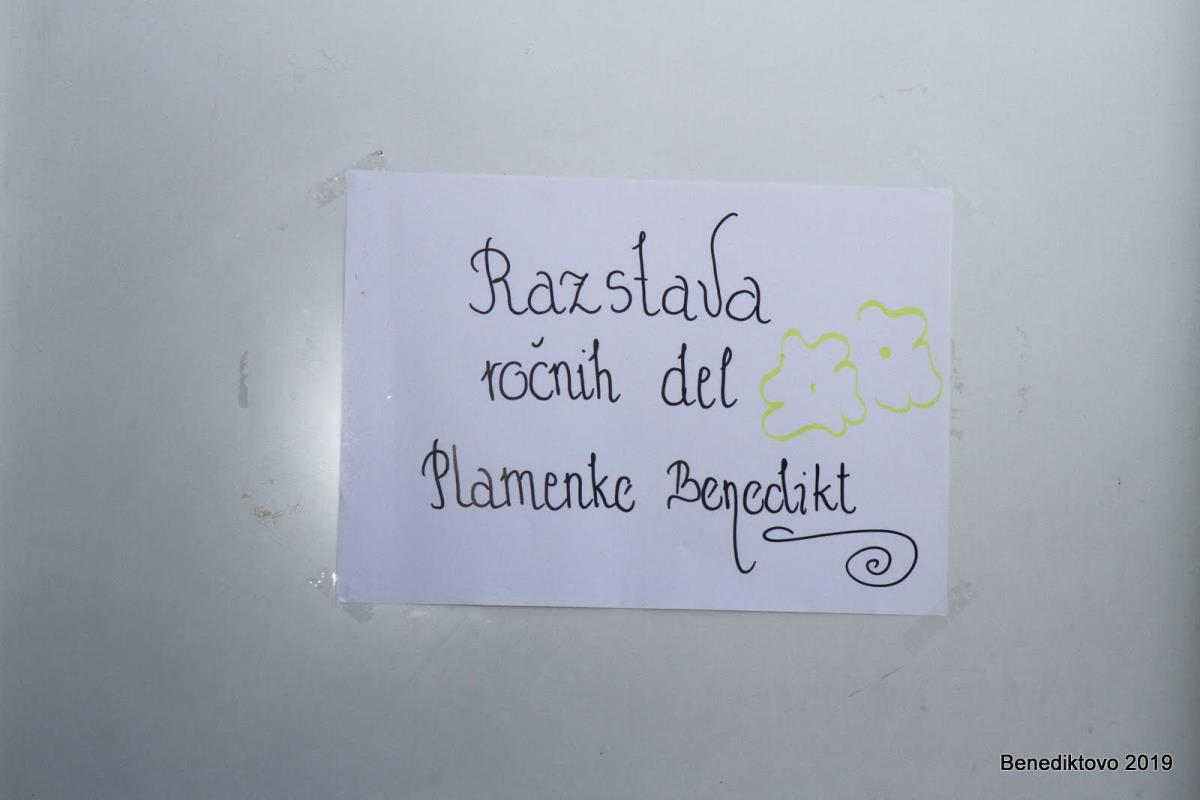 Razstava
ročnih del
Plamenke Benedikt
Benediktovo 2019